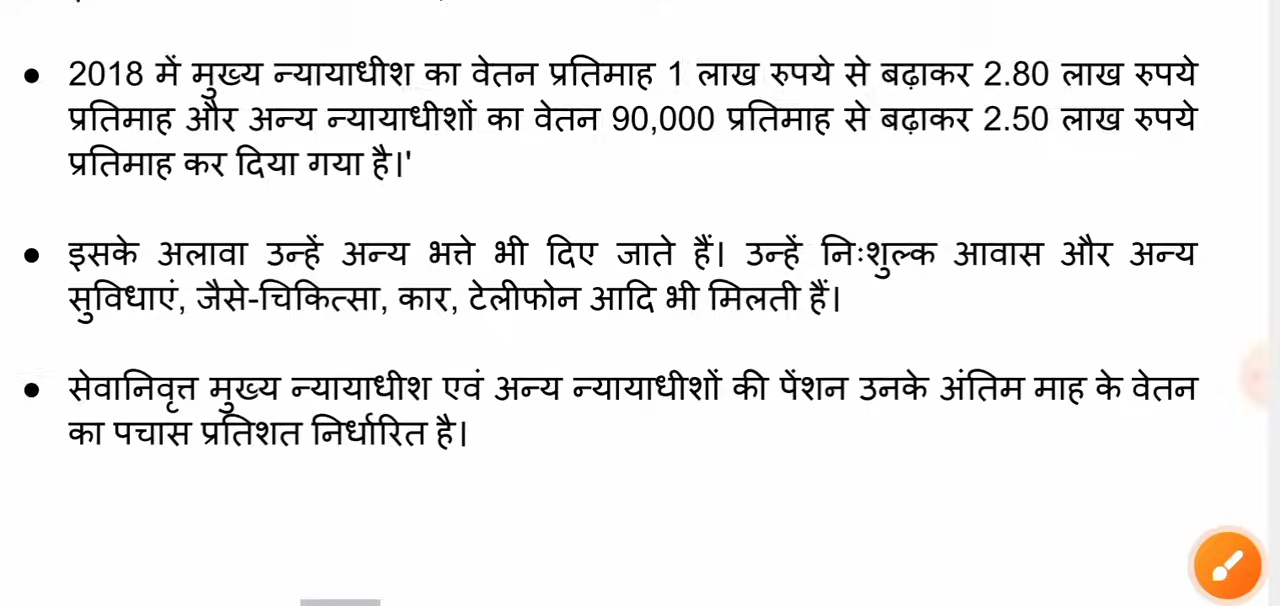 ● 2018 में मुख्य न्यायाधीश का वेतन प्रतिमाह 1 लाख रुपये से बढ़ाकर 2.80 लाख रुपये
प्रतिमाह और अन्य न्यायाधीशों का वेतन 90,000 प्रतिमाह से बढ़ाकर 2.50 लाख रुपये
प्रतिमाह कर दिया गया है।'
● इसके अलावा उन्हें अन्य भत्ते भी दिए जाते हैं। उन्हें निःशुल्क आवास और अन्य
सुविधाएं, जैसे-चिकित्सा, कार, टेलीफोन आदि भी मिलती हैं।
● सेवानिवृत्त मुख्य न्यायाधीश एवं अन्य न्यायाधीशों की पेंशन उनके अंतिम माह के वेतन
का पचास प्रतिशत निर्धारित है।